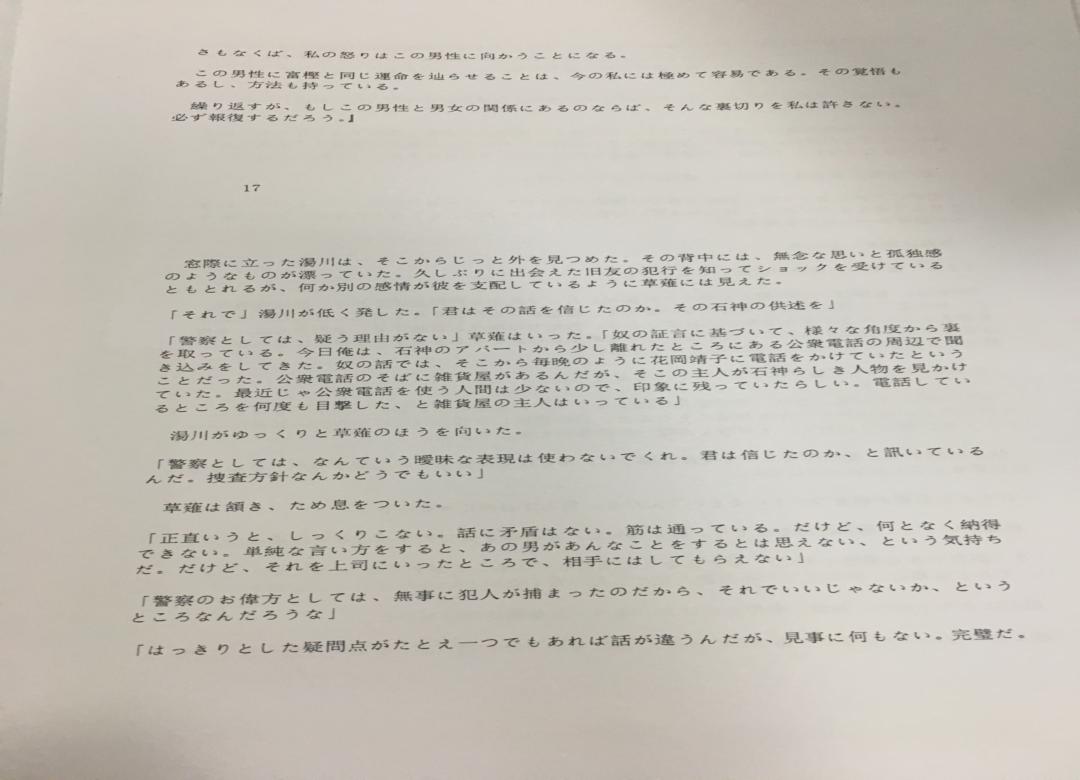 さもなくば、私の怒りはこの男性に向かうことになる。
この男性に富樫と同じ運命を辿らせることは、今の私には極めて容易である。その覚悟も
あるし、方法も持っている。
繰り返すが、もしこの男性と男女の関係にあるのならば、そんな裏切りを私は許さない。
必ず報復するだろう。』
17
窓際に立った湯川は、そこからじっと外を見つめた。その背中には、無念な思いと孤独感
のようなものが漂っていた。久しぶりに出会えた旧友の犯行を知ってショックを受けている
ともとれるが、何か別の感情が彼を支配しているように草薙には見えた。
「それで」湯川が低く発した。「君はその話を信じたのか。その石神の供述を」
「警察としては、疑う理由がない」草薙はいった。「奴の証言に基づいて、様々な角度から裏
を取っている。今日俺は、石神のアパートから少し離れたところにある公衆電話の周辺で聞
き込みをしてきた。奴の話では、そこから毎晩のように花岡靖子に電話をかけていたという
ことだった。公衆電話のそばに雑貨屋があるんだが、そこの主人が石神らしき人物を見かけ
ていた。最近じゃ公衆電話を使う人間は少ないので、印象に残っていたらしい。電話してい
るところを何度も目撃した、と雑貨屋の主人はいっている」
湯川がゆっくりと草薙のほうを向いた。
「警察としては、なんていう曖昧な表現は使わないでくれ。君は信じたのか、と訊いている
んだ。捜査方針なんかどうでもいい」
草薙は頷き、ため息をついた。
「正直いうと、しっくりこない。話に矛盾はない。筋は通っている。だけど、何となく納得
できない。単純な言い方をすると、あの男があんなことをするとは思えない、という気持ち
だ。だけど、それを上司にいったところで、相手にはしてもらえない」
「警察のお偉方としては、無事に犯人が捕まったのだから、それでいいじゃないか、という
ところなんだろうな」
「はっきりとした疑問点がたとえ一つでもあれば話が違うんだが、見事に何もない。完璧だ。